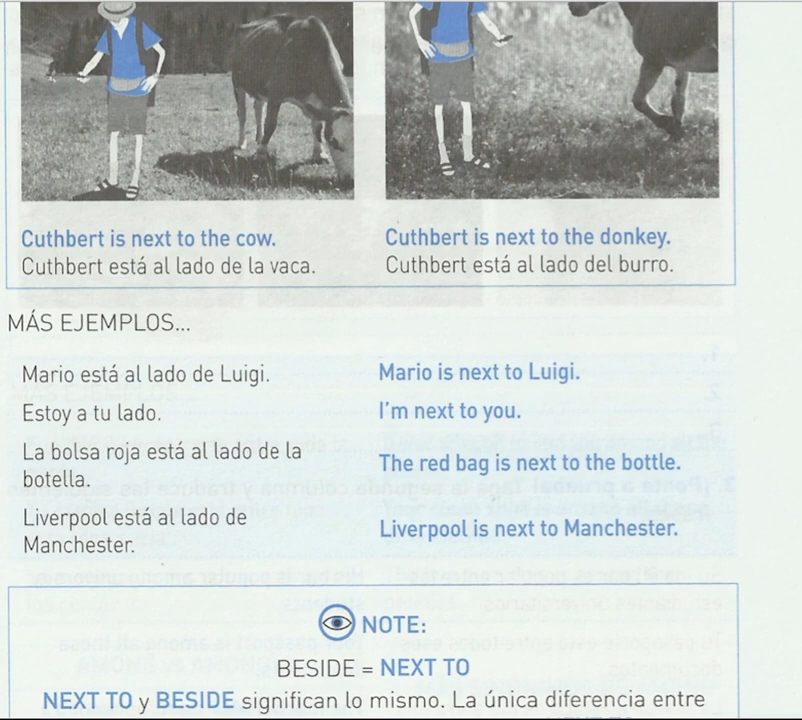 Cuthbert is next to the cow.
Cuthbert está al lado de la vaca.
Cuthbert is next to the donkey.
Cuthbert está al lado del burro.
MÁS EJEMPLOS...
Mario está al lado de Luigi.
Mario is next to Luigi.
Estoy a tu lado.
I'm next to you.
La bolsa roja está al lado de la
botella.
The red bag is next to the bottle.
Liverpool está al lado de
Manchester.
Liverpool is next to Manchester.
NOTE:
BESIDE = NEXT TO
NEXT TO y BESIDE significan lo mismo. La única diferencia entre